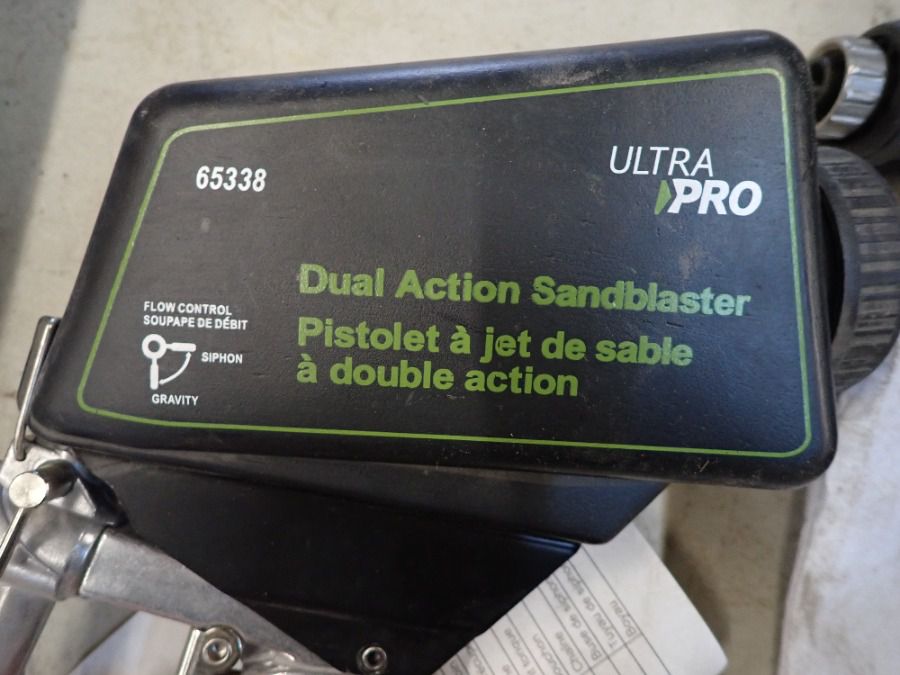 65338
ULTRA
PRO
Dual Action Sandblaster
Pistolet à jet de sable
à double action
FLOW CONTROL
SOUPAPE DE DÉBIT
SIPHON
GRAVITY
Boyau